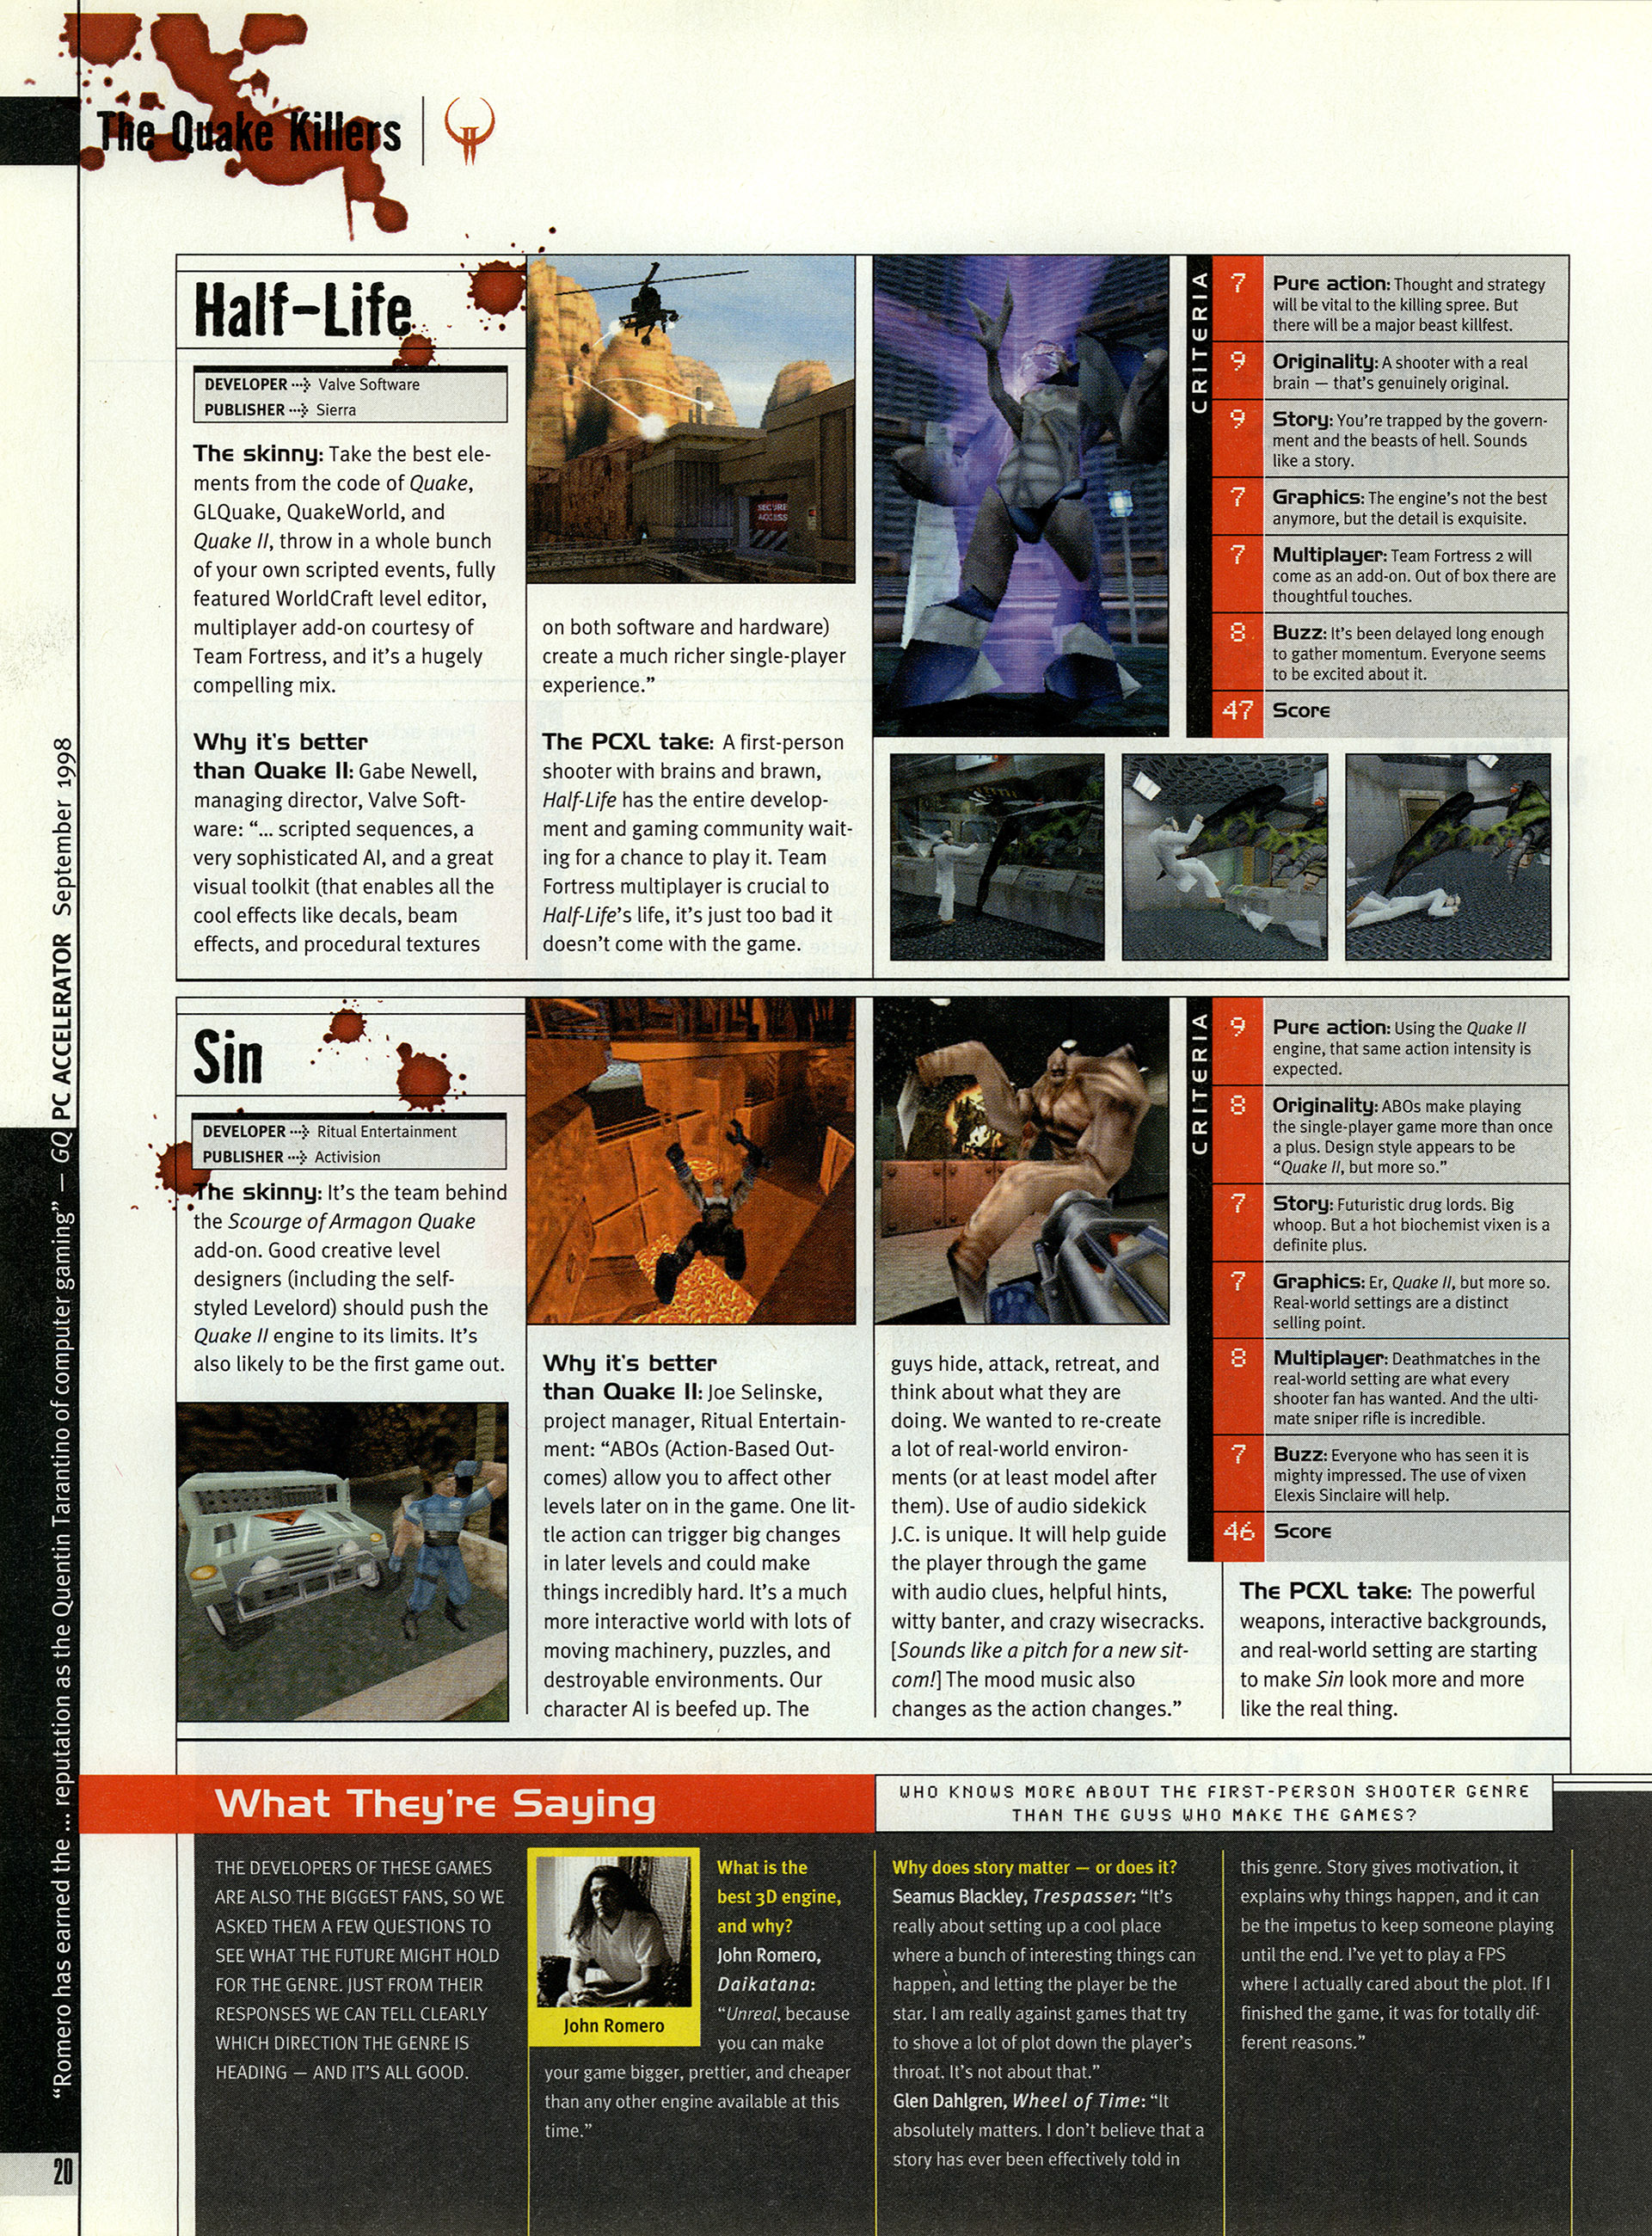 The Quake Killers
Half-Life
DEVELOPER Valve Software
PUBLISHER Sierra
The skinny: Take the best ele-
ments from the code of Quake,
GLQuake, QuakeWorld, and
Quake II, throw in a whole bunch
of your own scripted events, fully
featured WorldCraft level editor,
multiplayer add-on courtesy of
Team Fortress, and it's a hugely
compelling mix.
Why it's better
than Quake II: Gabe Newell,
managing director, Valve Soft-
ware: "... scripted sequences, a
very sophisticated AI, and a great
visual toolkit (that enables all the
cool effects like decals, beam
effects, and procedural textures
SECURE
ACCESS
on both software and hardware)
create a much richer single-player
experience."
The PCXL take: A first-person
shooter with brains and brawn,
Half-Life has the entire develop-
ment and gaming community wait-
ing for a chance to play it. Team
Fortress multiplayer is crucial to
Half-Life's life, it's just too bad it
doesn't come with the game.
CRITERIA
7 Pure action: Thought and strategy
will be vital to the killing spree. But
there will be a major beast killfest.
9 Originality: A shooter with a real
brain — that's genuinely original.
9 Story: You're trapped by the govern-
ment and the beasts of hell. Sounds
like a story.
7 Graphics: The engine's not the best
anymore, but the detail is exquisite.
7 Multiplayer: Team Fortress 2 will
come as an add-on. Out of box there are
thoughtful touches.
8 Buzz: It's been delayed long enough
to gather momentum. Everyone seems
to be excited about it.
47 Score
Sin
DEVELOPER Ritual Entertainment
PUBLISHER Activision
The skinny: It's the team behind
the Scourge of Armagon Quake
add-on. Good creative level
designers (including the self-
styled Levelord) should push the
Quake II engine to its limits. It's
also likely to be the first game out.
Why it's better
than Quake II: Joe Selinske,
project manager, Ritual Entertain-
ment: "ABOs (Action-Based Out-
comes) allow you to affect other
levels later on in the game. One lit-
tle action can trigger big changes
in later levels and could make
things incredibly hard. It's a much
more interactive world with lots of
moving machinery, puzzles, and
destroyable environments. Our
character AI is beefed up. The
guys hide, attack, retreat, and
think about what they are
doing. We wanted to re-create
a lot of real-world environ-
ments (or at least model after
them). Use of audio sidekick
J.C. is unique. It will help guide
the player through the game
with audio clues, helpful hints,
witty banter, and crazy wisecracks.
[Sounds like a pitch for a new sit-
com!] The mood music also
changes as the action changes."
CRITERIA
9 Pure action: Using the Quake II
engine, that same action intensity is
expected.
8 Originality: ABOs make playing
the single-player game more than once
a plus. Design style appears to be
"Quake II, but more so."
7 Story: Futuristic drug lords. Big
whoop. But a hot biochemist vixen is a
definite plus.
7 Graphics: Er, Quake II, but more so.
Real-world settings are a distinct
selling point.
8 Multiplayer: Deathmatches in the
real-world setting are what every
shooter fan has wanted. And the ulti-
mate sniper rifle is incredible.
7 Buzz: Everyone who has seen it is
mighty impressed. The use of vixen
Elexis Sinclaire will help.
46 Score
The PCXL take: The powerful
weapons, interactive backgrounds,
and real-world setting are starting
to make Sin look more and more
like the real thing.
What They're Saying
WHO KNOWS MORE ABOUT THE FIRST-PERSON SHOOTER GENRE
THAN THE GUYS WHO MAKE THE GAMES?
THE DEVELOPERS OF THESE GAMES
ARE ALSO THE BIGGEST FANS, SO WE
ASKED THEM A FEW QUESTIONS TO
SEE WHAT THE FUTURE MIGHT HOLD
FOR THE GENRE. JUST FROM THEIR
RESPONSES WE CAN TELL CLEARLY
WHICH DIRECTION THE GENRE IS
HEADING — AND IT'S ALL GOOD.
John Romero
What is the
best 3D engine,
and why?
John Romero,
Daikatana:
"Unreal, because
you can make
your game bigger, prettier, and cheaper
than any other engine available at this
time."
Why does story matter — or does it?
Seamus Blackley, Trespasser: "It's
really about setting up a cool place
where a bunch of interesting things can
happen, and letting the player be the
star. I am really against games that try
to shove a lot of plot down the player's
throat. It's not about that."
Glen Dahlgren, Wheel of Time: "It
absolutely matters. I don't believe that a
story has ever been effectively told in
this genre. Story gives motivation, it
explains why things happen, and it can
be the impetus to keep someone playing
until the end. I've yet to play a FPS
where I actually cared about the plot. If I
finished the game, it was for totally dif-
ferent reasons."
"Romero has earned the ... reputation as the Quentin Tarantino of computer gaming" — GQ PC ACCELERATOR September 1998
20